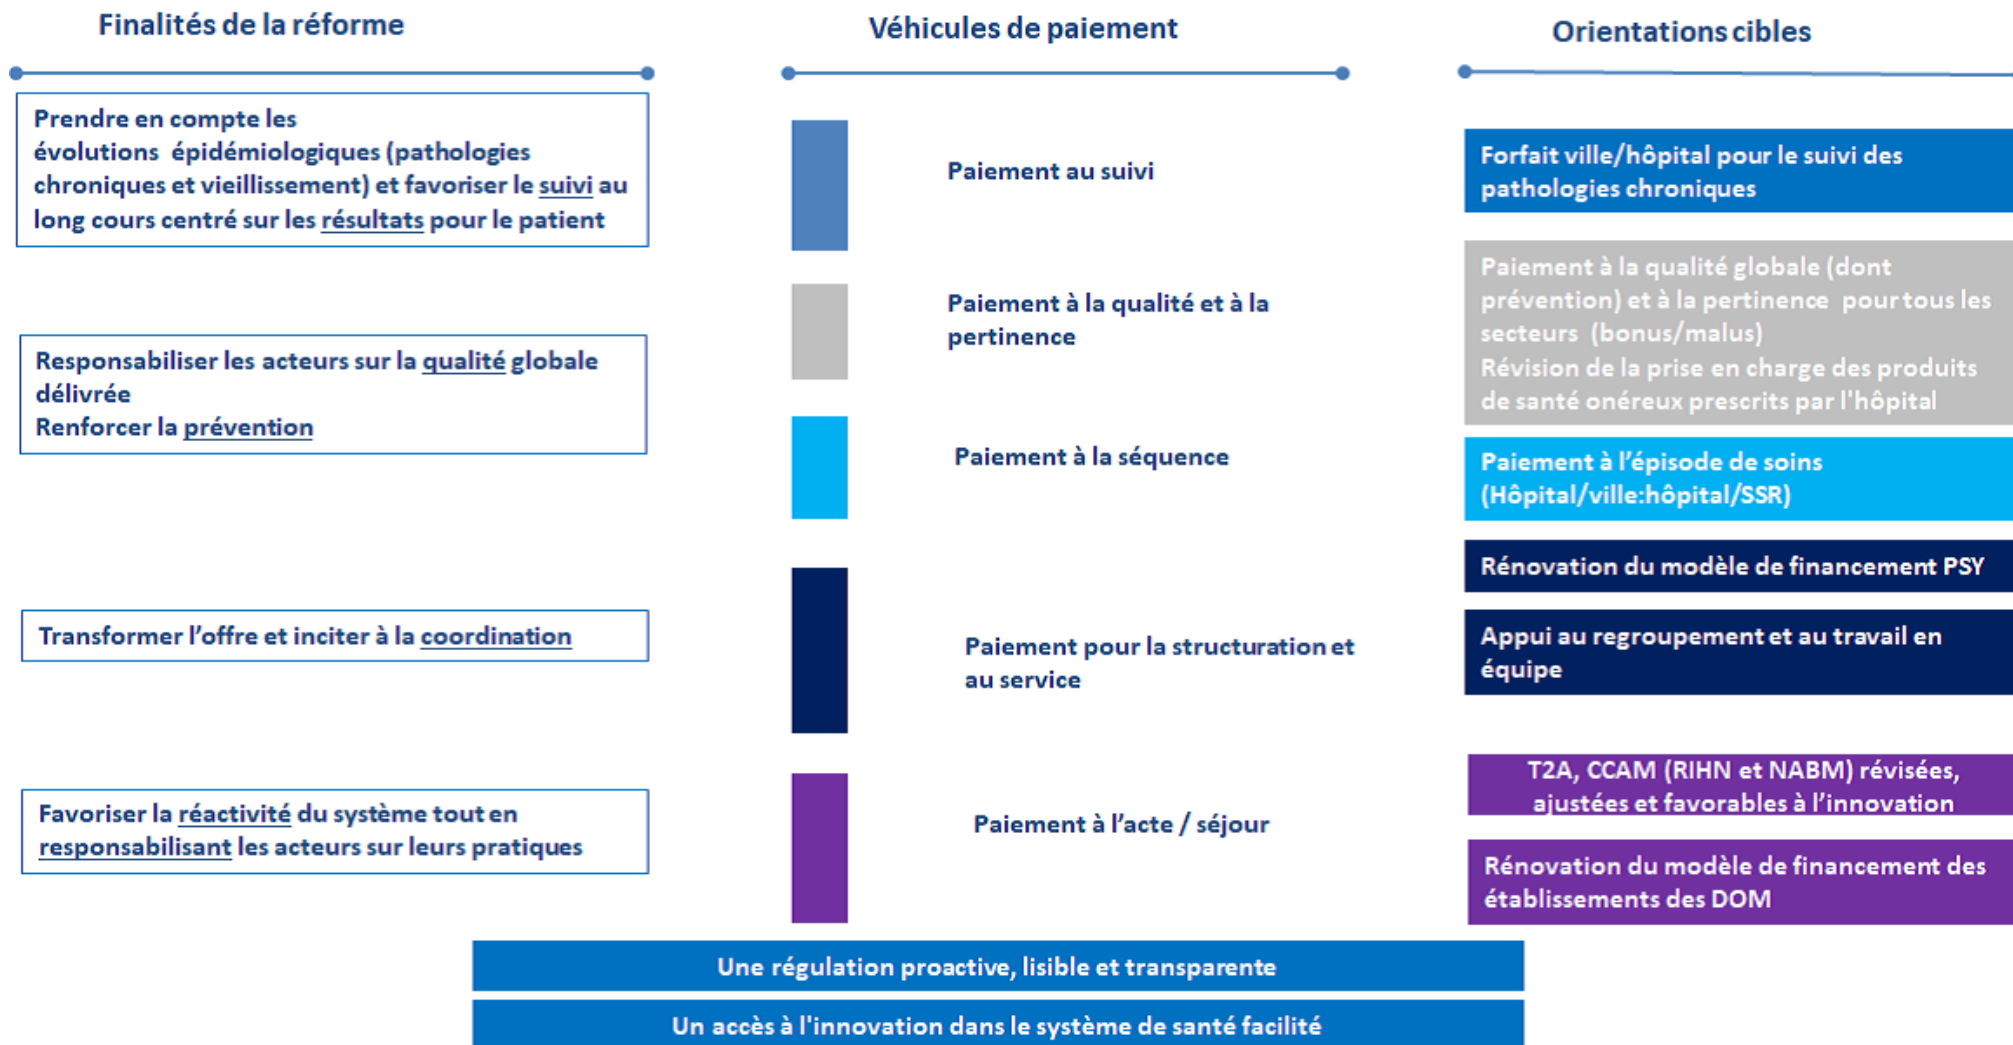 Finalités de la réforme
Prendre en compte les
évolutions épidémiologiques (pathologies
chroniques et vieillissement) et favoriser le suivi au
long cours centré sur les résultats pour le patient
Responsabiliser les acteurs sur la qualité globale
délivrée
Renforcer la prévention
Transformer l’offre et inciter à la coordination
Favoriser la réactivité du système tout en
responsabilisant les acteurs sur leurs pratiques
Véhicules de paiement
Paiement au suivi
Paiement à la qualité et à la
pertinence
Paiement à la séquence
Paiement pour la structuration et
au service
Paiement à l’acte / séjour
Orientations cibles
Forfait ville/hôpital pour le suivi des
pathologies chroniques
Paiement à la qualité globale (dont
prévention) et à la pertinence pour tous les
secteurs (bonus/malus)
Révision de la prise en charge des produits
de santé onéreux prescrits par l'hôpital
Paiement à l’épisode de soins
(Hôpital/ville:hôpital/SSR)
Rénovation du modèle de financement PSY
Appui au regroupement et au travail en
équipe
T2A, CCAM (RIHN et NABM) révisées,
ajustées et favorables à l’innovation
Rénovation du modèle de financement des
établissements des DOM
Une régulation proactive, lisible et transparente
Un accès à l'innovation dans le système de santé facilité